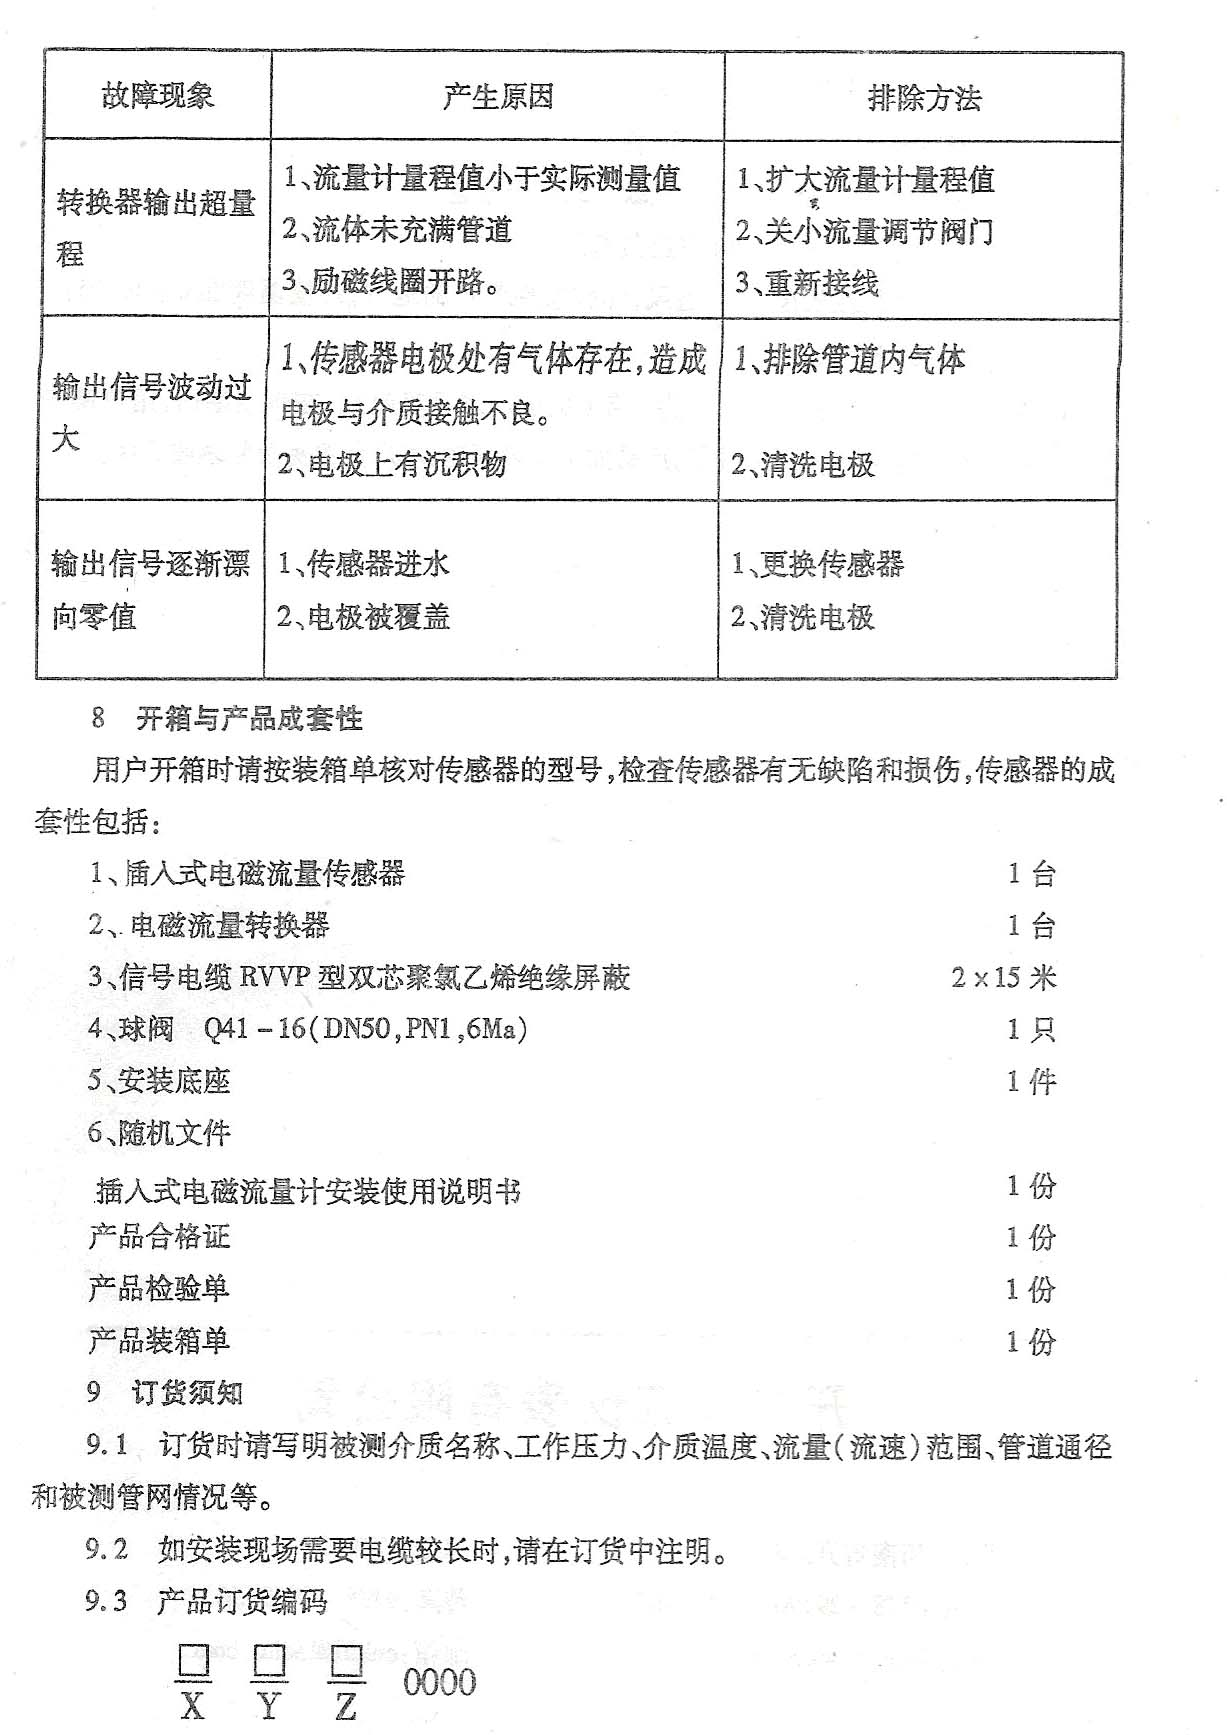 故障现象 产生原因 排除方法
转换器输出超量程
1、流量计量程值小于实际测量值
2、流体未充满管道
3、励磁线圈开路。
1、扩大流量计量程值
2、关小流量调节阀门
3、重新接线
输出信号波动过大
1、传感器电极处有气体存在,造成
电极与介质接触不良。
2、电极上有沉积物
1、排除管道内气体
2、清洗电极
输出信号逐渐漂
向零值
1、传感器进水
2、电极被覆盖
1、更换传感器
2、清洗电极
8 开箱与产品成套性
用户开箱时请按装箱单核对传感器的型号,检查传感器有无缺陷和损伤,传感器的成
套性包括:
1、插入式电磁流量传感器 1台
2、电磁流量转换器 1台
3、信号电缆 RVVP 型双芯聚氯乙烯绝缘屏蔽 2×15 米
4、球阀 Q41-16(DN50,PN1,6Ma) 1只
5、安装底座 1件
6、随机文件
插入式电磁流量计安装使用说明书 1份
产品合格证 1份
产品检验单 1份
产品装箱单 1份
9 订货须知
9.1 订货时请写明被测介质名称、工作压力、介质温度、流量(流速)范围、管道通径
和被测管网情况等。
9.2 如安装现场需要电缆较长时,请在订货中注明。
9.3 产品订货编码
□ □ □ 0000
X Y Z